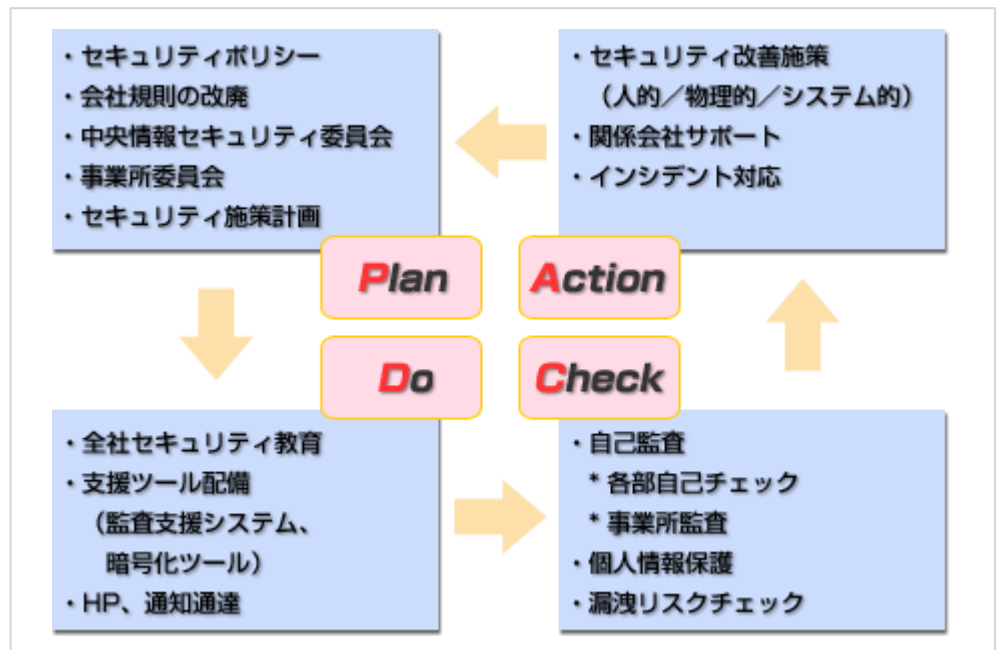 ・セキュリティポリシー
・会社規則の改廃
・中央情報セキュリティ委員会
・事業所委員会
・セキュリティ施策計画
・セキュリティ改善施策
（人的／物理的／システム的）
・関係会社サポート
・インシデント対応
Plan
Action
Do
Check
・全社セキュリティ教育
・支援ツール配備
（監査支援システム、
暗号化ツール）
・HP、通知通達
・自己監査
* 各部自己チェック
* 事業所監査
・個人情報保護
・漏洩リスクチェック